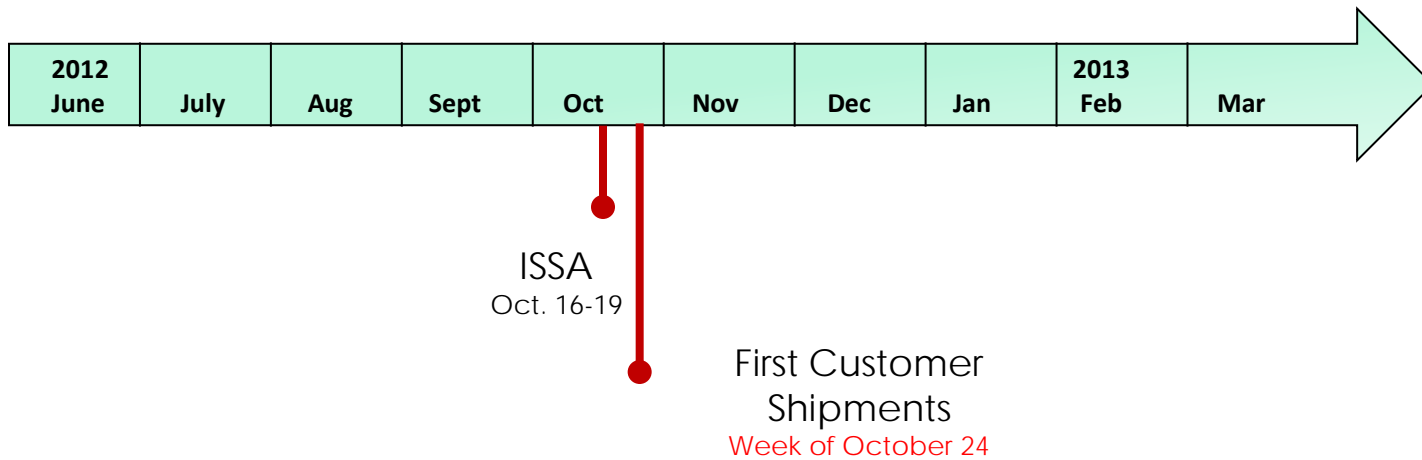 2012
June
July
Aug
Sept
Oct
Nov
Dec
Jan
2013
Feb
Mar
ISSA
Oct. 16-19
First Customer
Shipments
Week of October 24